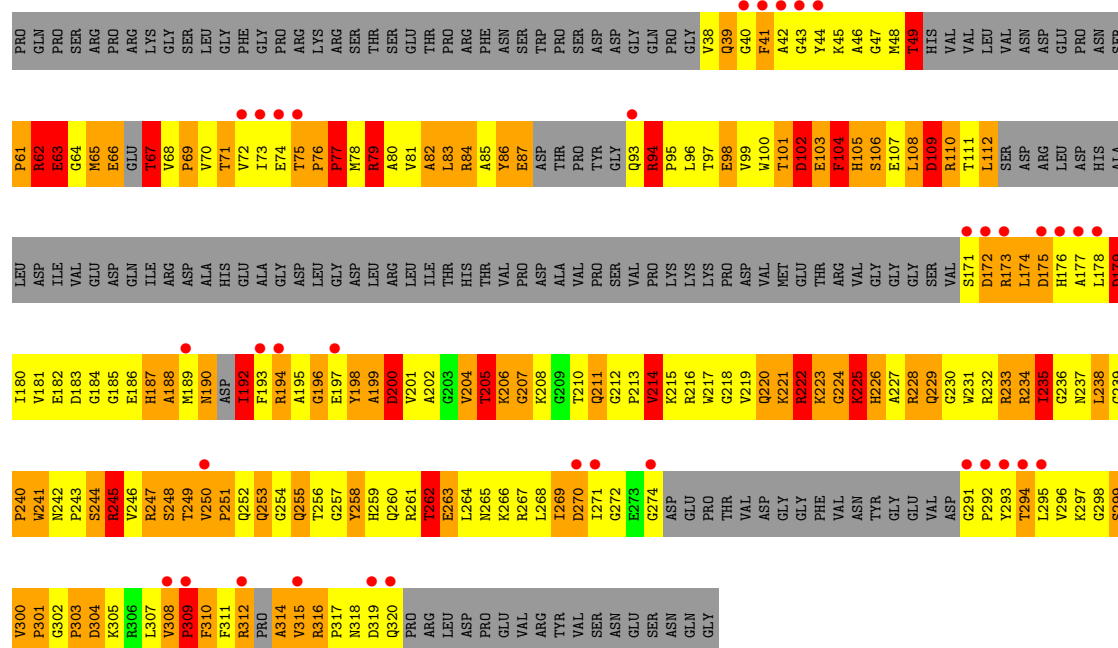 PRO GLN PRO SER ARG PRO ARG LYS GLY SER LEU GLY PHE GLY PRO ARG LYS ARG SER THR SER GLU THR PRO ARG PHE ASN SER TRP PRO SER ASP ASP GLY GLN PRO GLY V38 Q39 G40 F41 A42 G43 Y44 K45 A46 G47 M48 T49 HIS VAL VAL LEU VAL ASN ASP GLU PRO ASN SER
P61 R62 E63 G64 M65 E66 GLU T67 V68 P69 V70 T71 V72 I73 E74 T75 P76 P77 M78 R79 A80 V81 A82 L83 R84 A85 Y86 E87 ASP THR PRO TYR GLY Q93 R94 P95 L96 T97 E98 V99 W100 T101 D102 E103 F104 H105 S106 E107 L108 D109 R110 T111 L112 SER ASP ARG LEU ASP HIS ALA
LEU ASP ILE VAL GLU ASP GLN ILE ARG ASP ALA HIS GLU ALA GLY ASP LEU GLY ASP LEU ARG LEU ILE THR HIS THR VAL PRO ASP ALA VAL PRO SER VAL PRO LYS LYS LYS PRO ASP VAL MET GLU THR ARG VAL GLY GLY GLY SER VAL S171 D172 R173 L174 D175 H176 A177 L178 D179
I180 V181 E182 D183 G184 G185 E186 H187 A188 M189 N190 ASP I192 F193 R194 A195 G196 E197 Y198 A199 D200 V201 A202 G203 V204 T205 K206 G207 K208 G209 T210 Q211 G212 P213 V214 K215 R216 W217 G218 V219 Q220 K221 R222 K223 G224 K225 H226 A227 R228 Q229 G230 W231 R232 R233 R234 I235 G236 N237 L238 G239
P240 W241 N242 P243 S244 R245 V246 R247 S248 T249 V250 P251 Q252 Q253 G254 Q255 T256 G257 Y258 H259 Q260 R261 T262 E263 L264 N265 K266 R267 L268 I269 D270 I271 G272 E273 G274 ASP GLU PRO THR VAL ASP GLY GLY PHE VAL ASN TYR GLY GLU VAL ASP G291 P292 Y293 T294 L295 V296 K297 G298 S299
V300 P301 G302 P303 D304 K305 R306 L307 V308 P309 F310 F311 R312 PRO A314 V315 R316 P317 N318 D319 Q320 PRO ARG LEU ASP PRO GLU VAL ARG TYR VAL SER ASN GLU SER ASN GLN GLY